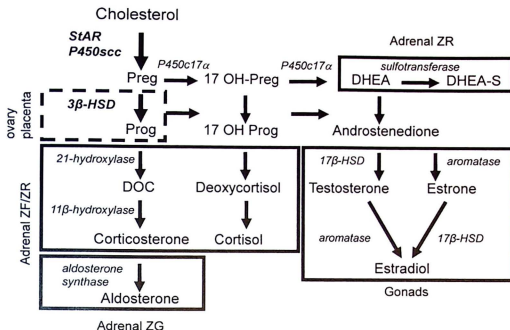 Cholesterol
StAR
P450scc
Adrenal ZR
P450c17α
P450c17α
sulfotransferase
Preg
17 OH-Preg
DHEA
DHEA-S
ovary
placenta
3β-HSD
Prog
17 OH Prog
Androstenedione
Adrenal ZF/ZR
21-hydroxylase
17β-HSD
aromatase
DOC
Deoxycortisol
Testosterone
Estrone
11β-hydroxylase
Corticosterone
Cortisol
aromatase
17β-HSD
Estradiol
aldosterone
synthase
Aldosterone
Gonads
Adrenal ZG